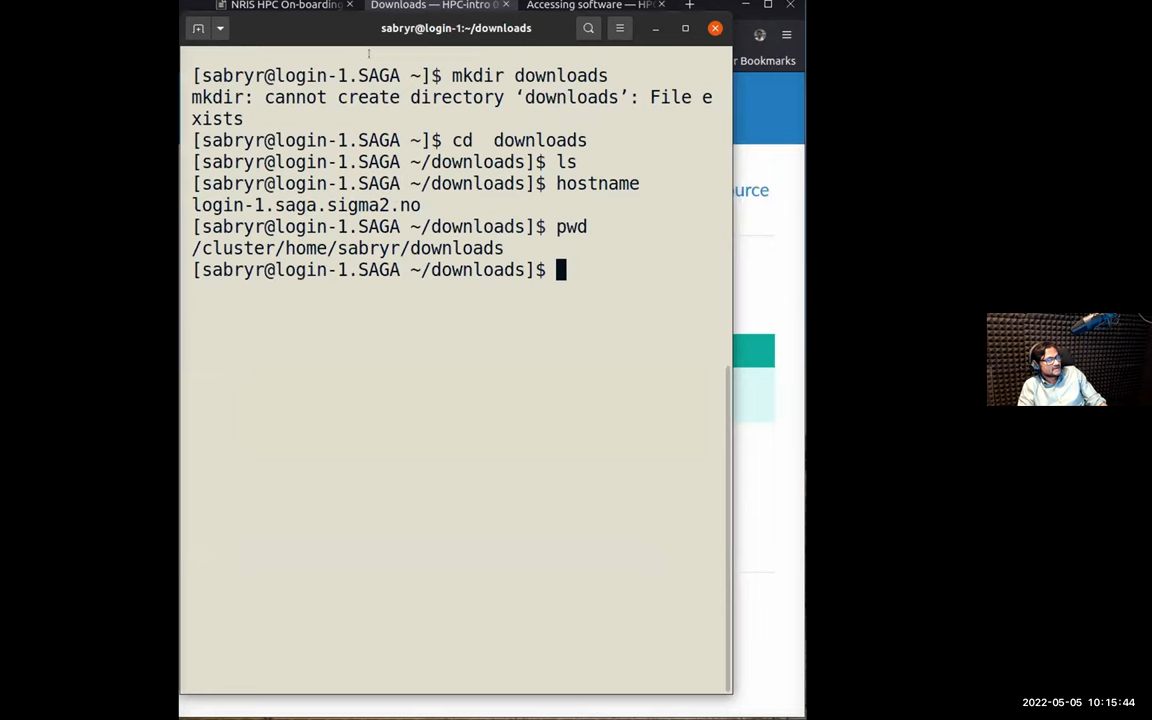 NRIS HPC On-boarding
Downloads — HPC-intro 0
Accessing software — HPC
sabryr@login-1:~/downloads
r Bookmarks
[sabryr@login-1.SAGA ~]$ mkdir downloads
mkdir: cannot create directory ‘downloads’: File e
xists
[sabryr@login-1.SAGA ~]$ cd  downloads
[sabryr@login-1.SAGA ~/downloads]$ ls
[sabryr@login-1.SAGA ~/downloads]$ hostname
ource
login-1.saga.sigma2.no
[sabryr@login-1.SAGA ~/downloads]$ pwd
/cluster/home/sabryr/downloads
[sabryr@login-1.SAGA ~/downloads]$
2022-05-05 10:15:44